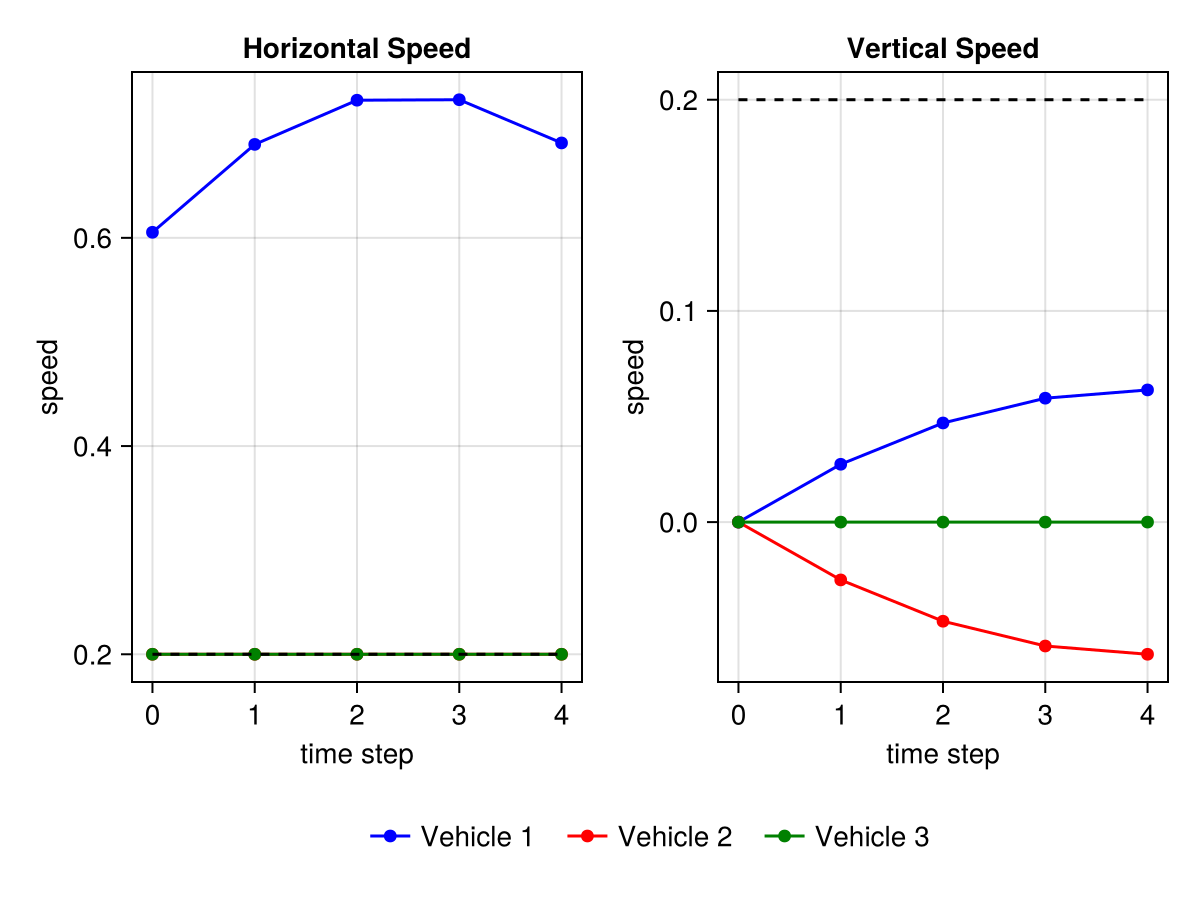 Horizontal Speed
speed
0.6
0.4
0.2
0 1 2 3 4
time step
Vertical Speed
speed
0.2
0.1
0.0
0 1 2 3 4
time step
Vehicle 1 Vehicle 2 Vehicle 3